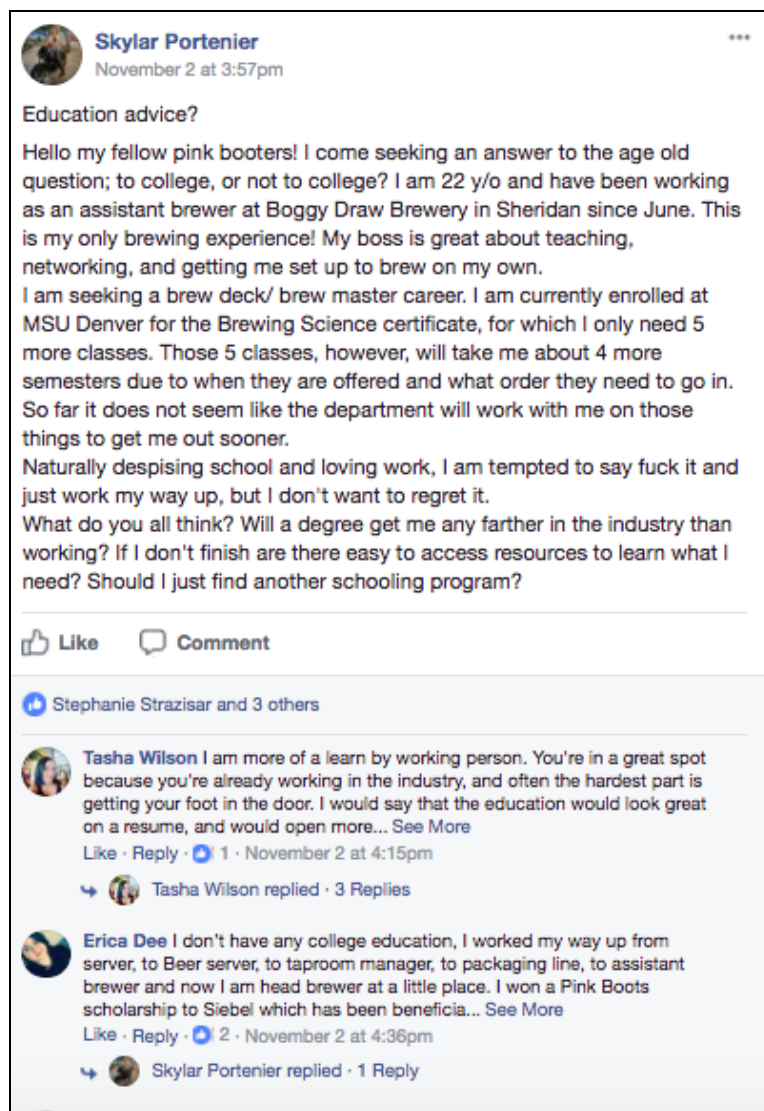 Skylar Portenier
November 2 at 3:57pm
Education advice?
Hello my fellow pink booters! I come seeking an answer to the age old
question; to college, or not to college? I am 22 y/o and have been working
as an assistant brewer at Boggy Draw Brewery in Sheridan since June. This
is my only brewing experience! My boss is great about teaching,
networking, and getting me set up to brew on my own.
I am seeking a brew deck/ brew master career. I am currently enrolled at
MSU Denver for the Brewing Science certificate, for which I only need 5
more classes. Those 5 classes, however, will take me about 4 more
semesters due to when they are offered and what order they need to go in.
So far it does not seem like the department will work with me on those
things to get me out sooner.
Naturally despising school and loving work, I am tempted to say fuck it and
just work my way up, but I don't want to regret it.
What do you all think? Will a degree get me any farther in the industry than
working? If I don't finish are there easy to access resources to learn what I
need? Should I just find another schooling program?
Like Comment
Stephanie Strazisar and 3 others
Tasha Wilson I am more of a learn by working person. You're in a great spot
because you're already working in the industry, and often the hardest part is
getting your foot in the door. I would say that the education would look great
on a resume, and would open more... See More
Like · Reply · 1 · November 2 at 4:15pm
Tasha Wilson replied · 3 Replies
Erica Dee I don't have any college education, I worked my way up from
server, to Beer server, to taproom manager, to packaging line, to assistant
brewer and now I am head brewer at a little place. I won a Pink Boots
scholarship to Siebel which has been beneficia... See More
Like · Reply · 2 · November 2 at 4:36pm
Skylar Portenier replied · 1 Reply